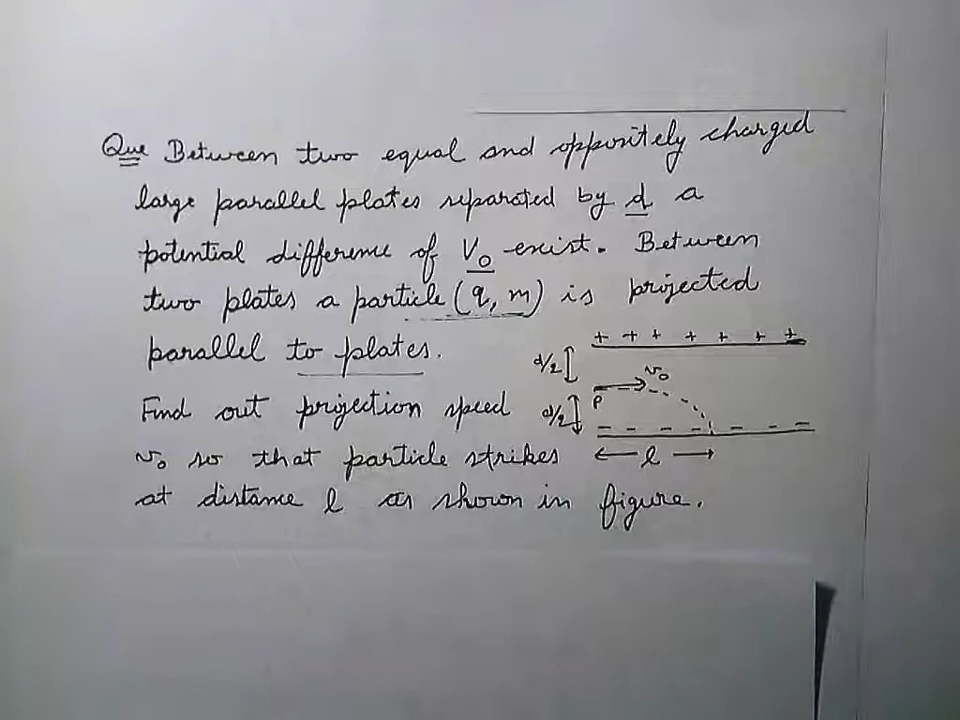 Que Between two equal and oppositely charged
large parallel plates separated by d a
potential difference of V₀ exist. Between
two plates a particle (q, m) is projected
parallel to plates.
+ + + + + + +
d/2
v₀
P
Find out projection speed
d/2
- - - - - - -
v₀ so that particle strikes
← l →
at distance l as shown in figure.